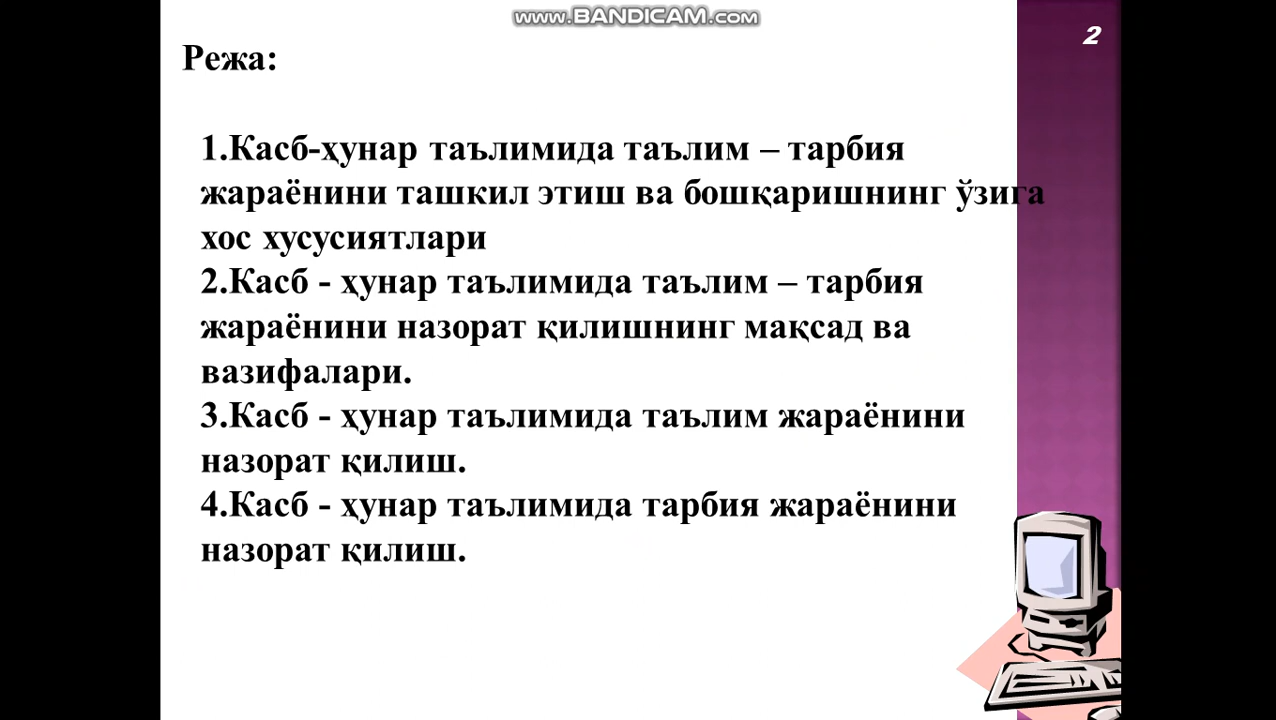 www.BANDICAM.com
2
Режа:
1.Касб-ҳунар таълимида таълим – тарбия
жараёнини ташкил этиш ва бошқаришнинг ўзига
хос хусусиятлари
2.Касб - ҳунар таълимида таълим – тарбия
жараёнини назорат қилишнинг мақсад ва
вазифалари.
3.Касб - ҳунар таълимида таълим жараёнини
назорат қилиш.
4.Касб - ҳунар таълимида тарбия жараёнини
назорат қилиш.